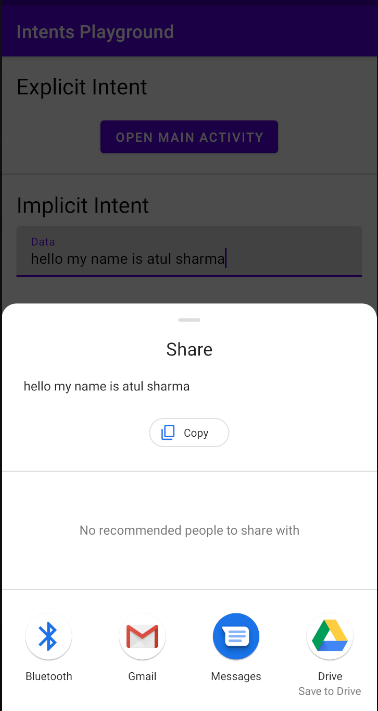 Intents Playground
Explicit Intent
OPEN MAIN ACTIVITY
Implicit Intent
Data
hello my name is atul sharma
Share
hello my name is atul sharma
Copy
No recommended people to share with
Bluetooth
Gmail
Messages
Drive
Save to Drive